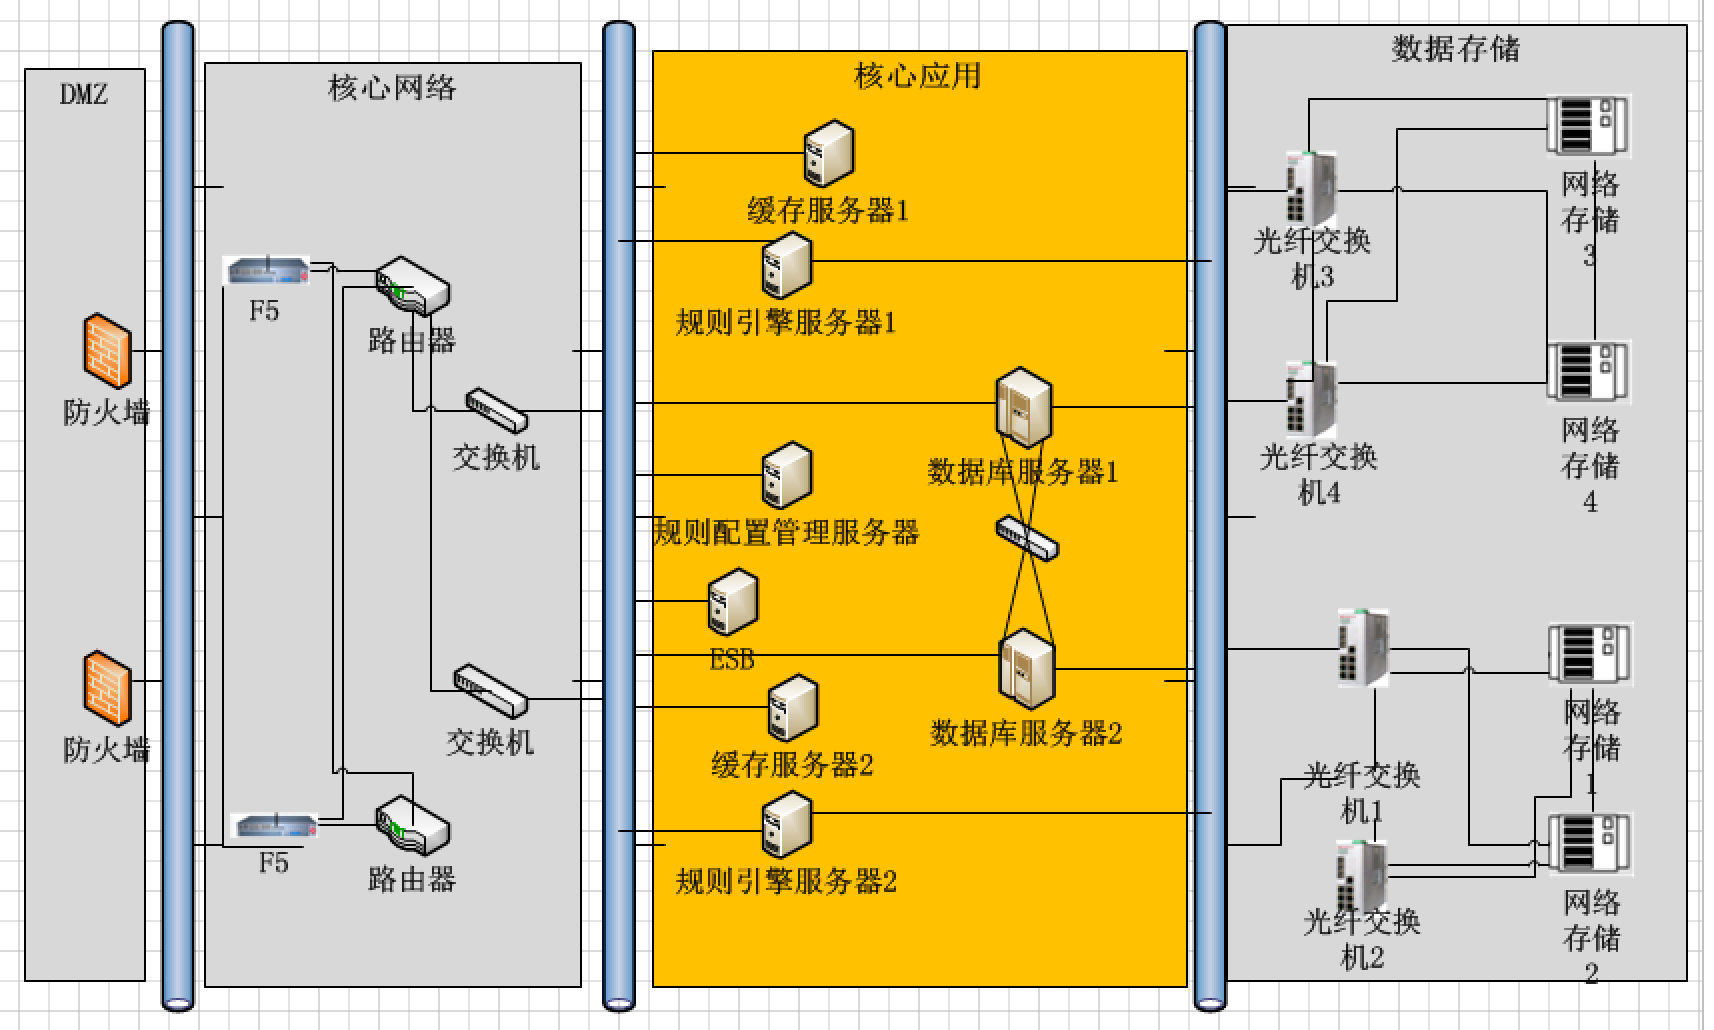 DMZ
防火墙
防火墙
核心网络
F5
路由器
交换机
交换机
F5
路由器
核心应用
缓存服务器1
规则引擎服务器1
数据库服务器1
规则配置管理服务器
ESB
数据库服务器2
缓存服务器2
规则引擎服务器2
数据存储
网络
存储
3
光纤交换
机3
网络
存储
4
光纤交换
机4
网络
存储
1
光纤交换
机1
网络
存储
2
光纤交换
机2